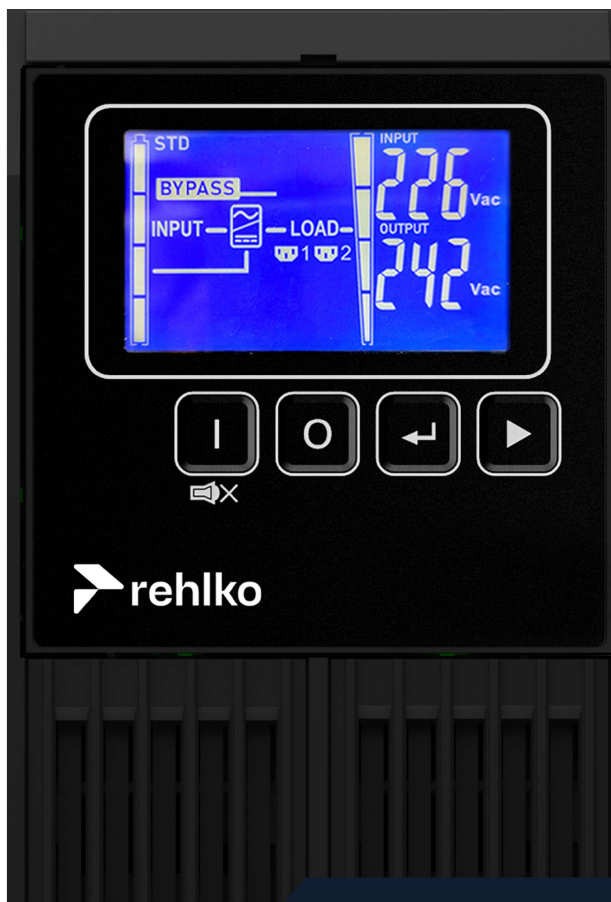 STD
INPUT
226 Vac
BYPASS
INPUT LOAD
OUTPUT
1 2
242 Vac
I O
rehlko